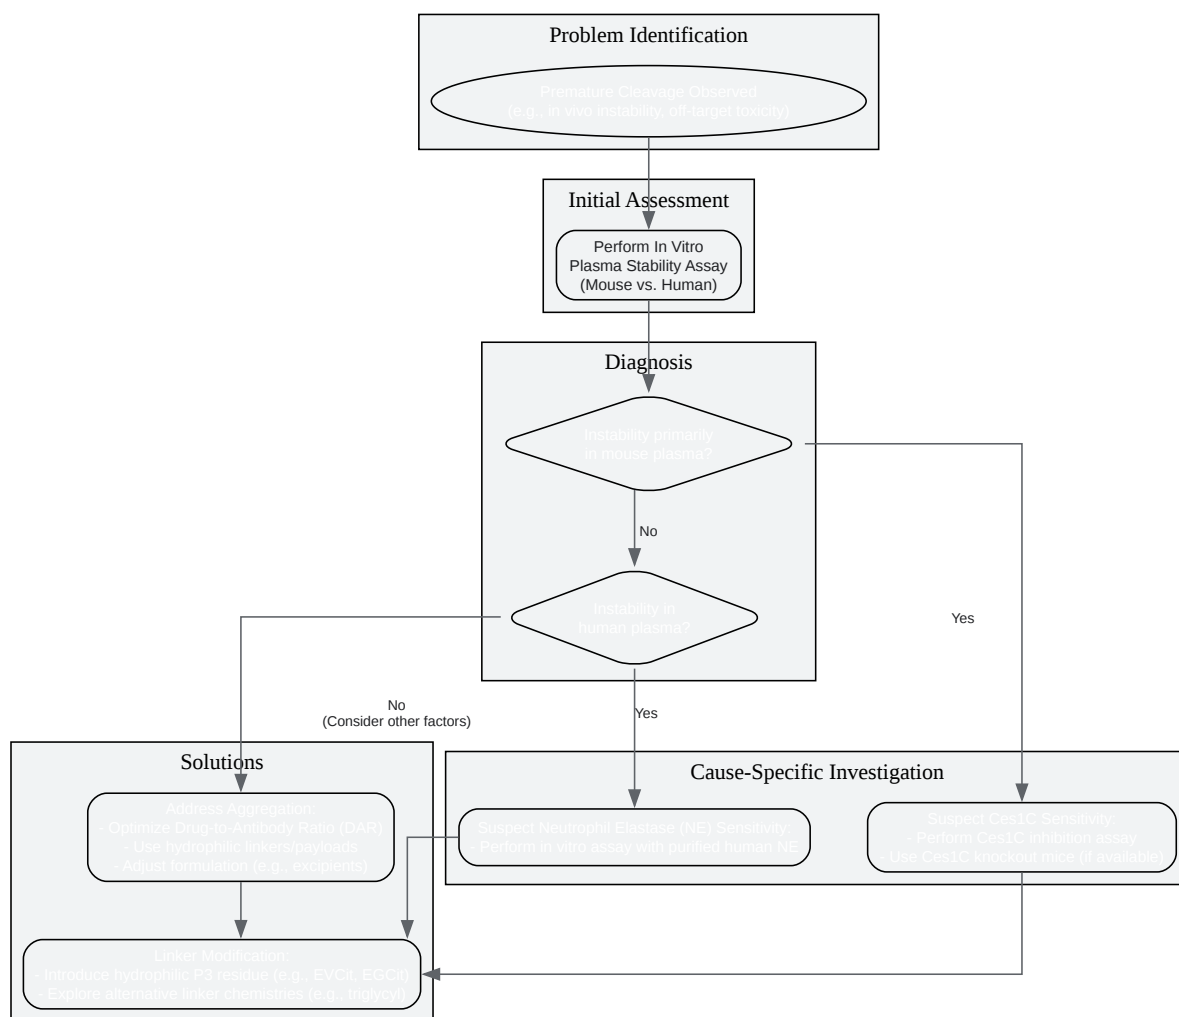 Problem Identification
Premature Cleavage Observed
(e.g., in vivo instability, off-target toxicity)
Initial Assessment
Perform In Vitro
Plasma Stability Assay
(Mouse vs. Human)
Diagnosis
Instability primarily
in mouse plasma?
No
Instability in
human plasma?
Yes
No
(Consider other factors)
Yes
Solutions
Address Aggregation:
- Optimize Drug-to-Antibody Ratio (DAR)
- Use hydrophilic linkers/payloads
- Adjust formulation (e.g., excipients)
Linker Modification:
- Introduce hydrophilic P3 residue (e.g., EVCit, EGCit)
- Explore alternative linker chemistries (e.g., triglycyl)
Cause-Specific Investigation
Suspect Neutrophil Elastase (NE) Sensitivity:
- Perform in vitro assay with purified human NE
Suspect Ces1C Sensitivity:
- Perform Ces1C inhibition assay
- Use Ces1C knockout mice (if available)